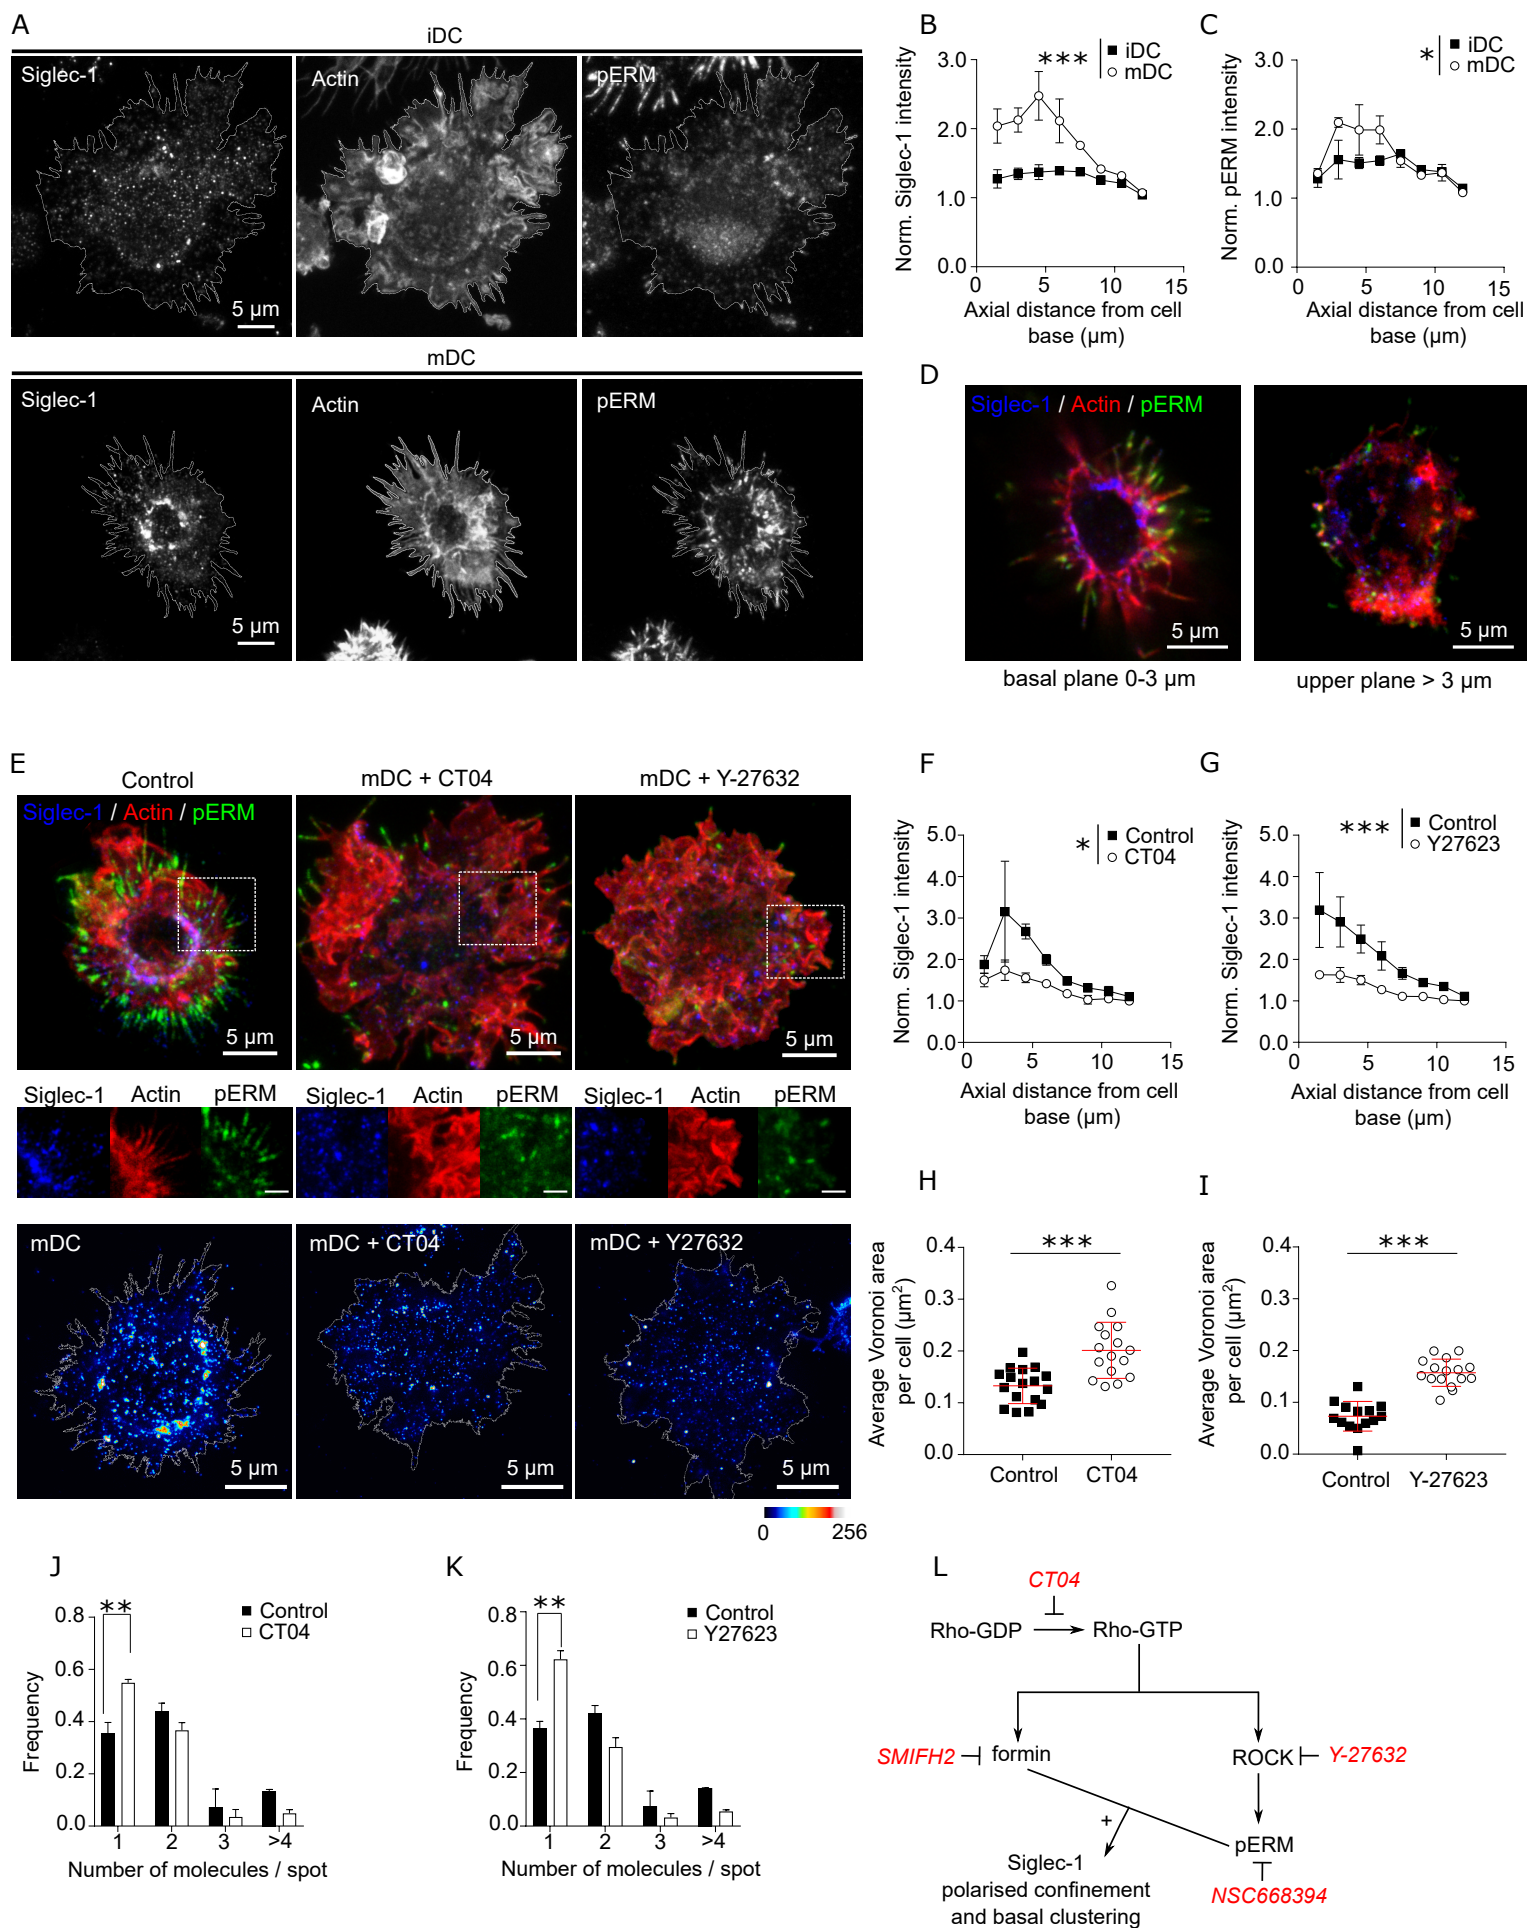 A
iDC
Siglec-1
Actin
pERM
5 µm
mDC
Siglec-1
Actin
pERM
5 µm
B
Norm. Siglec-1 intensity
3.0
2.0
1.0
0.0
*** iDC
mDC
0 5 10 15
Axial distance from cell
base (µm)
C
Norm. pERM intensity
3.0
2.0
1.0
0.0
* iDC
mDC
0 5 10 15
Axial distance from cell
base (µm)
D
Siglec-1 / Actin / pERM
5 µm
5 µm
basal plane 0-3 µm
upper plane > 3 µm
E
Control
mDC + CT04
mDC + Y-27632
Siglec-1 / Actin / pERM
5 µm
5 µm
5 µm
Siglec-1 Actin pERM
Siglec-1 Actin pERM
Siglec-1 Actin pERM
mDC
mDC + CT04
mDC + Y27632
5 µm
5 µm
5 µm
0 256
F
Norm. Siglec-1 intensity
5.0
4.0
3.0
2.0
1.0
0.0
* Control
CT04
0 5 10 15
Axial distance from cell
base (µm)
G
Norm. Siglec-1 intensity
5.0
4.0
3.0
2.0
1.0
0.0
*** Control
Y27623
0 5 10 15
Axial distance from cell
base (µm)
H
Average Voronoi area
per cell (µm²)
0.4
0.3
0.2
0.1
0.0
***
Control CT04
I
Average Voronoi area
per cell (µm²)
0.4
0.3
0.2
0.1
0.0
***
Control Y-27623
J
Frequency
0.8
0.6
0.4
0.2
0.0
**
Control
CT04
1 2 3 >4
Number of molecules / spot
K
Frequency
0.8
0.6
0.4
0.2
0.0
**
Control
Y27623
1 2 3 >4
Number of molecules / spot
L
CT04
Rho-GDP
Rho-GTP
SMIFH2
formin
ROCK
Y-27632
+
pERM
Siglec-1
polarised confinement
and basal clustering
NSC668394